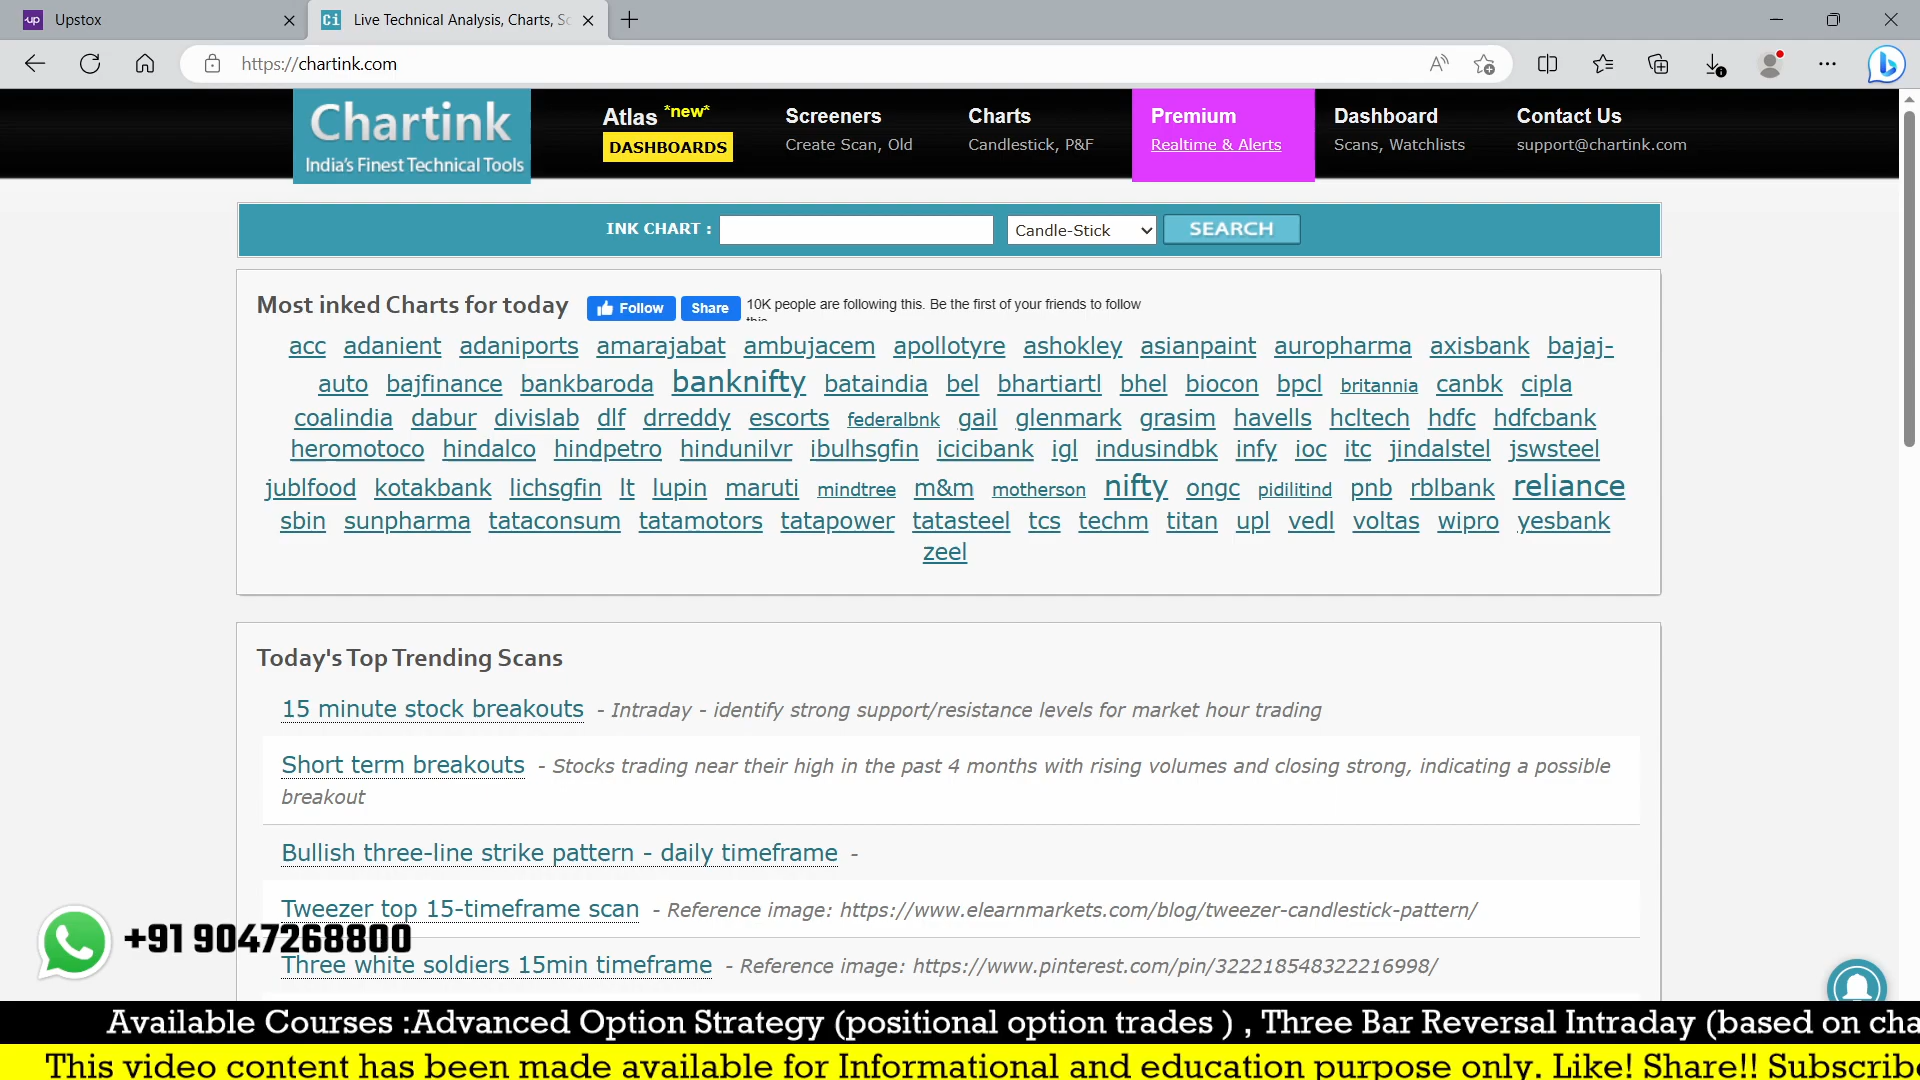 up Upstox
Ci Live Technical Analysis, Charts, Sc
https://chartink.com
Chartink
India's Finest Technical Tools
Atlas *new*
DASHBOARDS
Screeners
Create Scan, Old
Charts
Candlestick, P&F
Premium
Realtime & Alerts
Dashboard
Scans, Watchlists
Contact Us
support@chartink.com
INK CHART : Candle-Stick SEARCH
Most inked Charts for today Follow Share 10K people are following this. Be the first of your friends to follow
acc adanient adaniports amarajabat ambujacem apollotyre ashokley asianpaint auropharma axisbank bajaj-
auto bajfinance bankbaroda banknifty bataindia bel bhartiartl bhel biocon bpcl britannia canbk cipla
coalindia dabur divislab dlf drreddy escorts federalbnk gail glenmark grasim havells hcltech hdfc hdfcbank
heromotoco hindalco hindpetro hindunilvr ibulhsgfin icicibank igl indusindbk infy ioc itc jindalstel jswsteel
jublfood kotakbank lichsgfin lt lupin maruti mindtree m&m motherson nifty ongc pidilitind pnb rblbank reliance
sbin sunpharma tataconsum tatamotors tatapower tatasteel tcs techm titan upl vedl voltas wipro yesbank
zeel
Today's Top Trending Scans
15 minute stock breakouts - Intraday - identify strong support/resistance levels for market hour trading
Short term breakouts - Stocks trading near their high in the past 4 months with rising volumes and closing strong, indicating a possible
breakout
Bullish three-line strike pattern - daily timeframe -
Tweezer top 15-timeframe scan - Reference image: https://www.elearnmarkets.com/blog/tweezer-candlestick-pattern/
+91 9047268800
Three white soldiers 15min timeframe - Reference image: https://www.pinterest.com/pin/322218548322216998/
Available Courses :Advanced Option Strategy (positional option trades ) , Three Bar Reversal Intraday (based on cha
This video content has been made available for Informational and education purpose only. Like! Share!! Subscribe